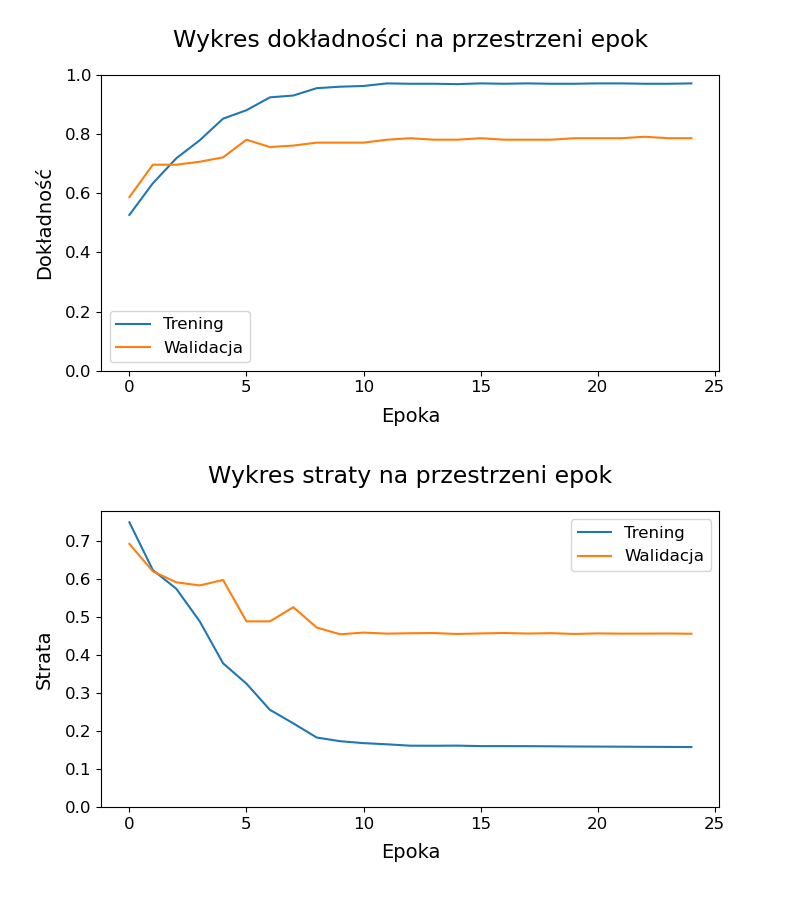 Wykres dokładności na przestrzeni epok
1.0
0.8
0.6
0.4
0.2
0.0
Dokładność
Trening
Walidacja
0 5 10 15 20 25
Epoka
Wykres straty na przestrzeni epok
0.7
0.6
0.5
0.4
0.3
0.2
0.1
0.0
Strata
Trening
Walidacja
0 5 10 15 20 25
Epoka